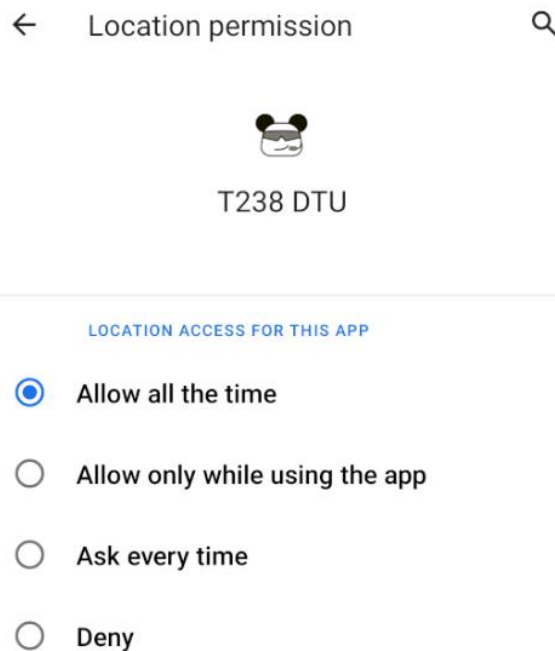 Location permission
T238 DTU
LOCATION ACCESS FOR THIS APP
Allow all the time
Allow only while using the app
Ask every time
Deny